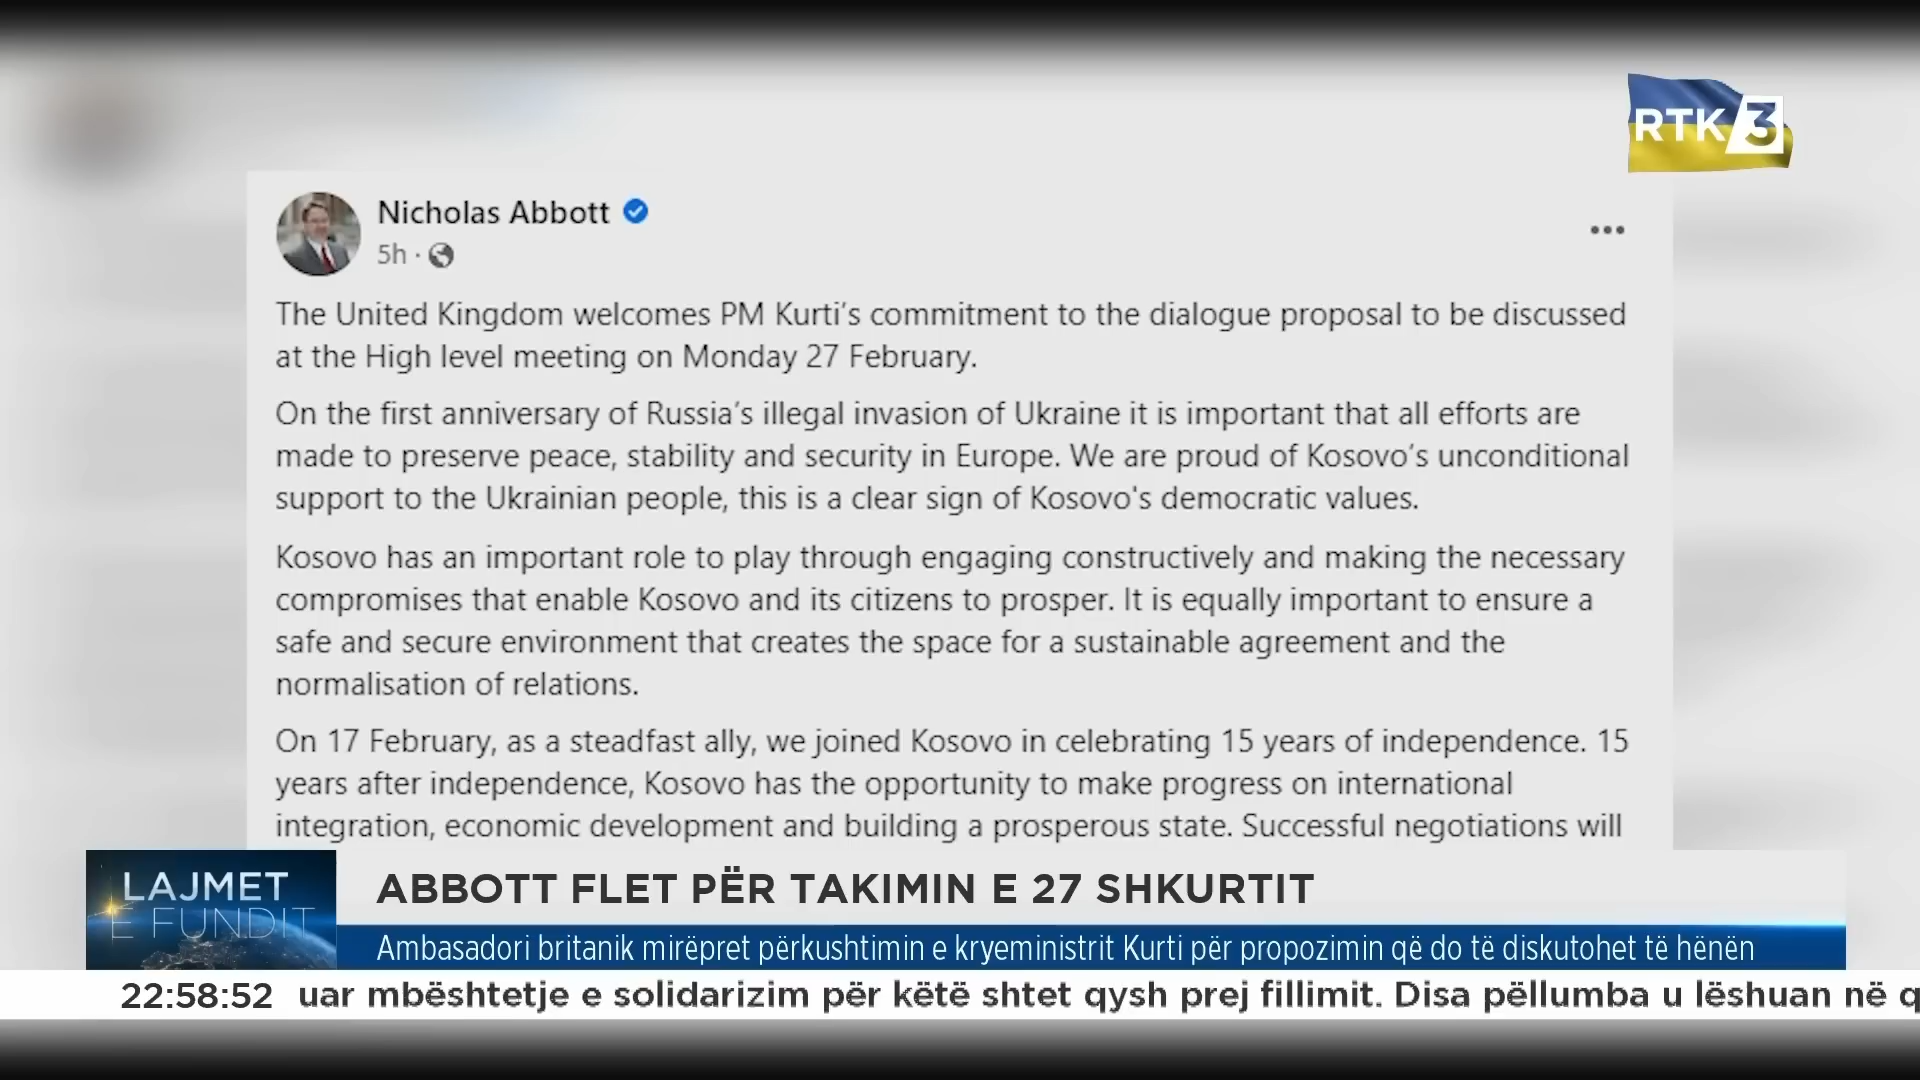 RTK 3
Nicholas Abbott
5h ·
The United Kingdom welcomes PM Kurti’s commitment to the dialogue proposal to be discussed
at the High level meeting on Monday 27 February.
On the first anniversary of Russia’s illegal invasion of Ukraine it is important that all efforts are
made to preserve peace, stability and security in Europe. We are proud of Kosovo’s unconditional
support to the Ukrainian people, this is a clear sign of Kosovo's democratic values.
Kosovo has an important role to play through engaging constructively and making the necessary
compromises that enable Kosovo and its citizens to prosper. It is equally important to ensure a
safe and secure environment that creates the space for a sustainable agreement and the
normalisation of relations.
On 17 February, as a steadfast ally, we joined Kosovo in celebrating 15 years of independence. 15
years after independence, Kosovo has the opportunity to make progress on international
integration, economic development and building a prosperous state. Successful negotiations will
LAJMET
E FUNDIT
ABBOTT FLET PËR TAKIMIN E 27 SHKURTIT
Ambasadori britanik mirëpret përkushtimin e kryeministrit Kurti për propozimin që do të diskutohet të hënën
22:58:52 uar mbështetje e solidarizim për këtë shtet qysh prej fillimit. Disa pëllumba u lëshuan në q